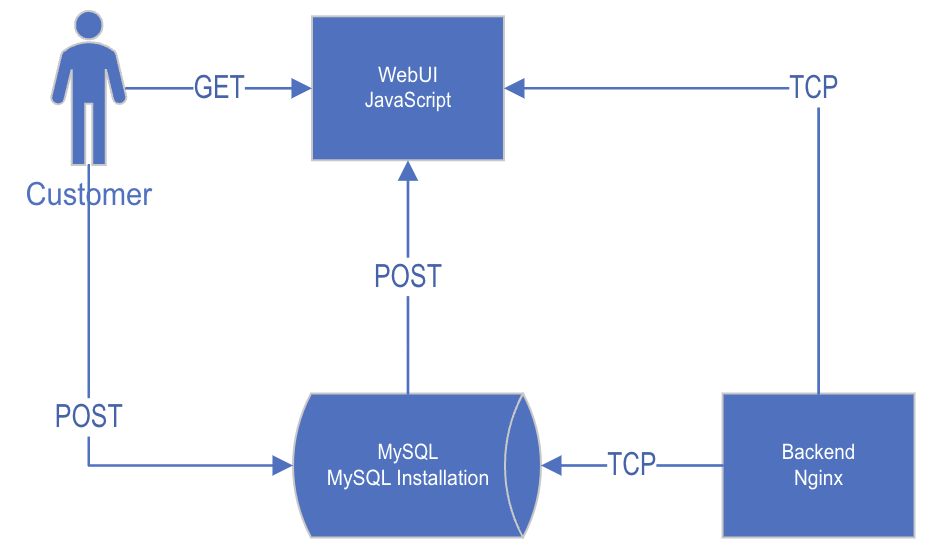 GET
WebUI
JavaScript
TCP
Customer
POST
POST
MySQL
MySQL Installation
TCP
Backend
Nginx